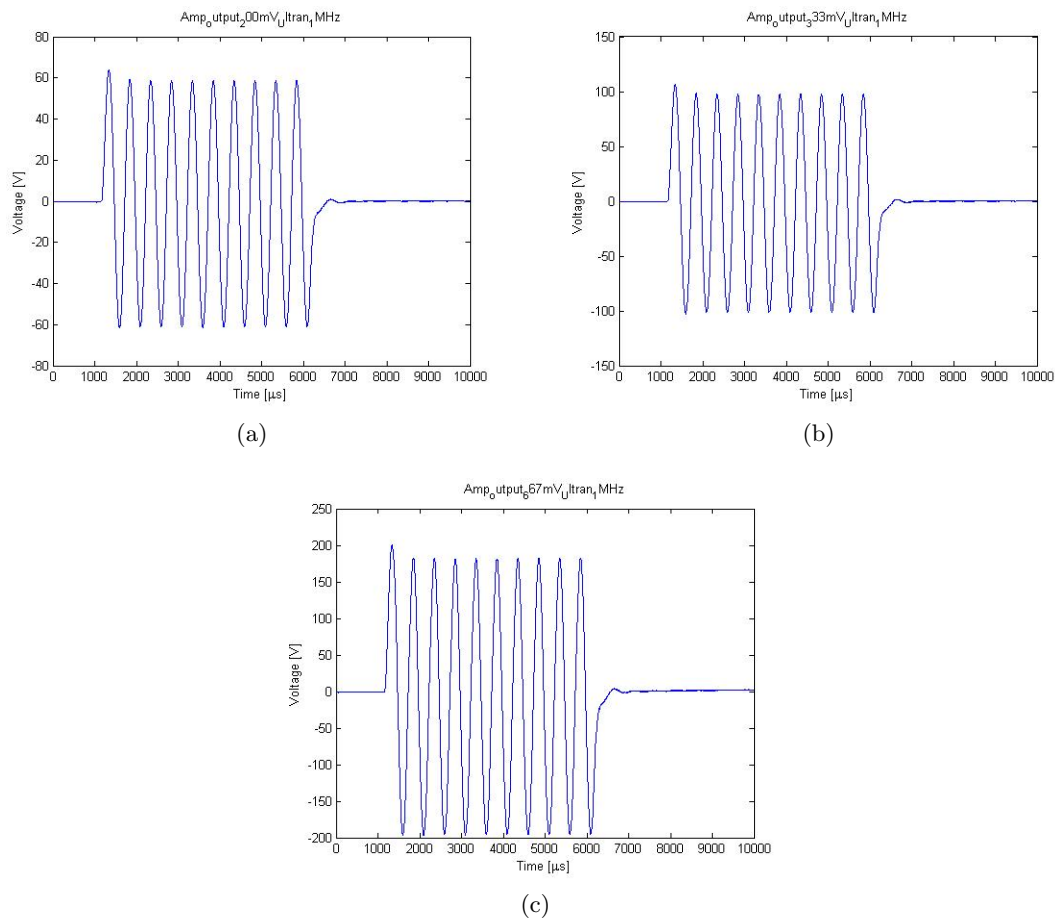 Ampₒutput₂00mV_Ultran₁MHz
80
60
40
20
0
-20
-40
-60
-80
Voltage [V]
0 1000 2000 3000 4000 5000 6000 7000 8000 9000 10000
Time [μs]
(a)
Ampₒutput₃33mV_Ultran₁MHz
150
100
50
0
-50
-100
-150
Voltage [V]
0 1000 2000 3000 4000 5000 6000 7000 8000 9000 10000
Time [μs]
(b)
Ampₒutput₆67mV_Ultran₁MHz
250
200
150
100
50
0
-50
-100
-150
-200
Voltage [V]
0 1000 2000 3000 4000 5000 6000 7000 8000 9000 10000
Time [μs]
(c)